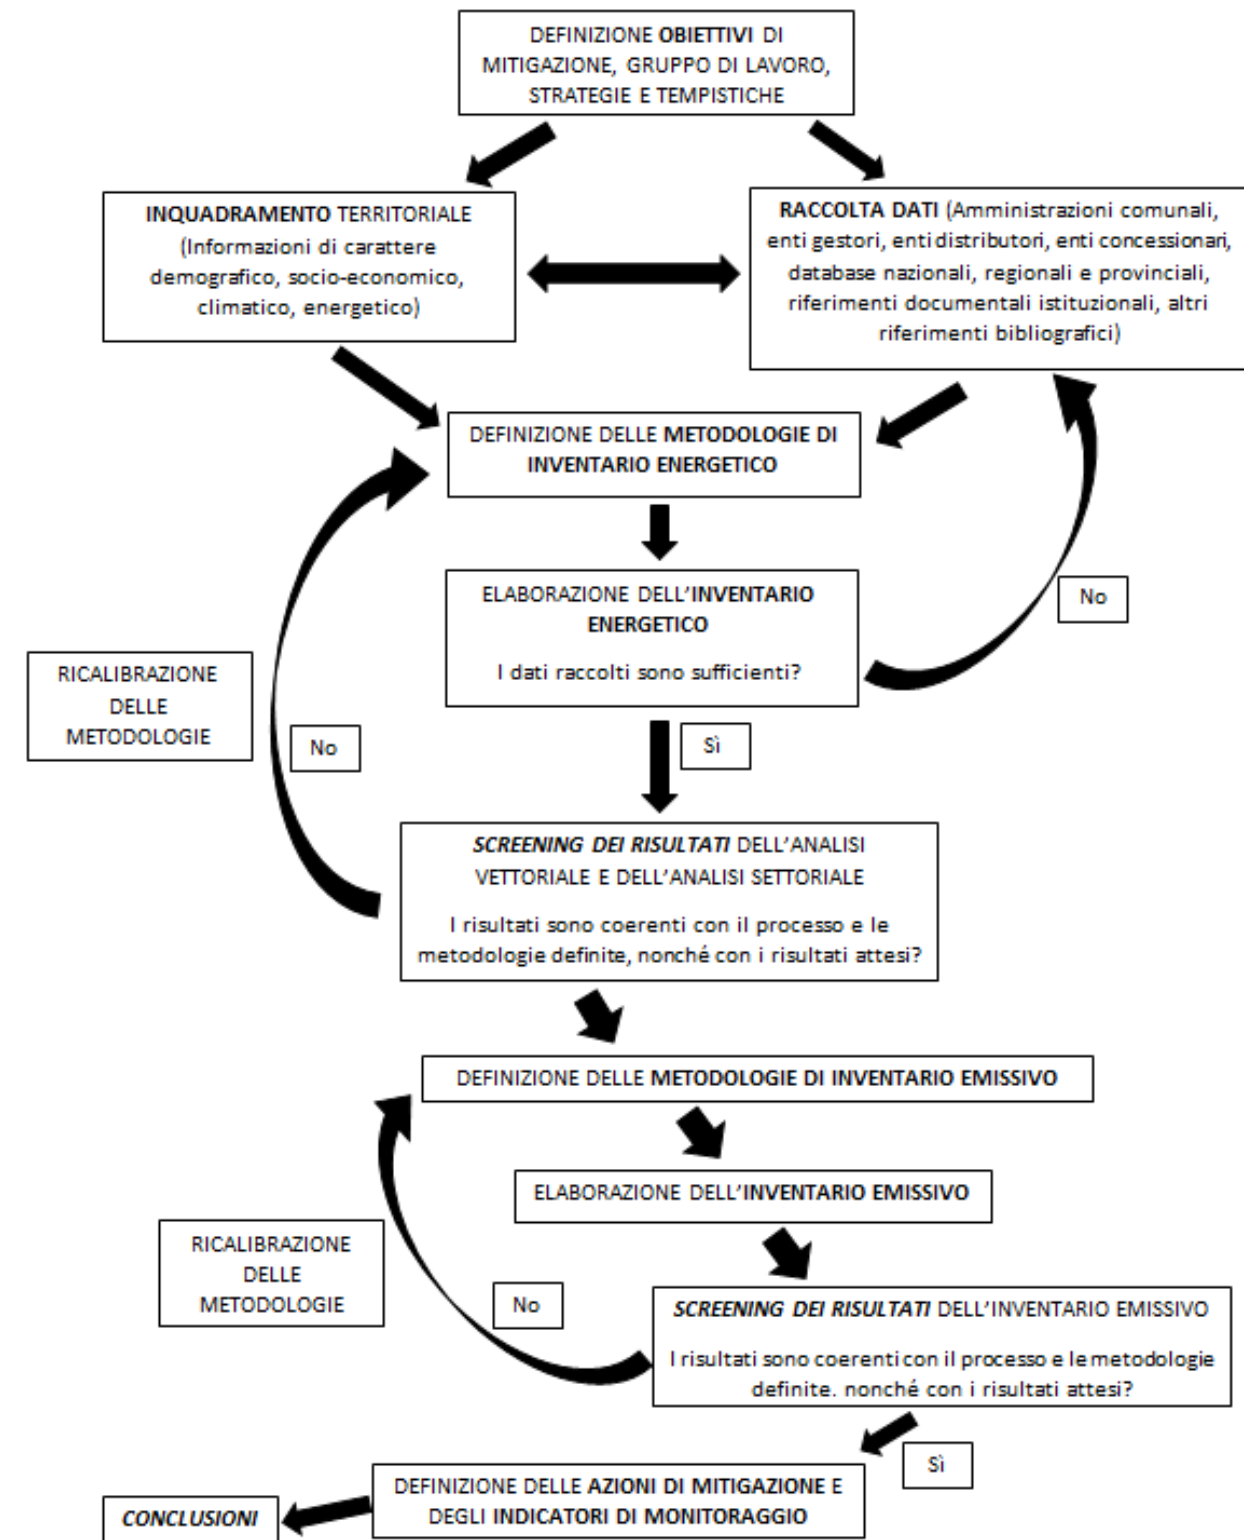 DEFINIZIONE OBIETTIVI DI
MITIGAZIONE, GRUPPO DI LAVORO,
STRATEGIE E TEMPISTICHE
INQUADRAMENTO TERRITORIALE
(Informazioni di carattere
demografico, socio-economico,
climatico, energetico)
RACCOLTA DATI (Amministrazioni comunali,
enti gestori, enti distributori, enti concessionari,
database nazionali, regionali e provinciali,
riferimenti documentali istituzionali, altri
riferimenti bibliografici)
DEFINIZIONE DELLE METODOLOGIE DI
INVENTARIO ENERGETICO
ELABORAZIONE DELL'INVENTARIO
ENERGETICO
I dati raccolti sono sufficienti?
No
RICALIBRAZIONE
DELLE
METODOLOGIE
No
Sì
SCREENING DEI RISULTATI DELL'ANALISI
VETTORIALE E DELL'ANALISI SETTORIALE
I risultati sono coerenti con il processo e le
metodologie definite, nonché con i risultati attesi?
DEFINIZIONE DELLE METODOLOGIE DI INVENTARIO EMISSIVO
ELABORAZIONE DELL'INVENTARIO EMISSIVO
RICALIBRAZIONE
DELLE
METODOLOGIE
No
SCREENING DEI RISULTATI DELL'INVENTARIO EMISSIVO
I risultati sono coerenti con il processo e le metodologie
definite. nonché con i risultati attesi?
Sì
DEFINIZIONE DELLE AZIONI DI MITIGAZIONE E
DEGLI INDICATORI DI MONITORAGGIO
CONCLUSIONI